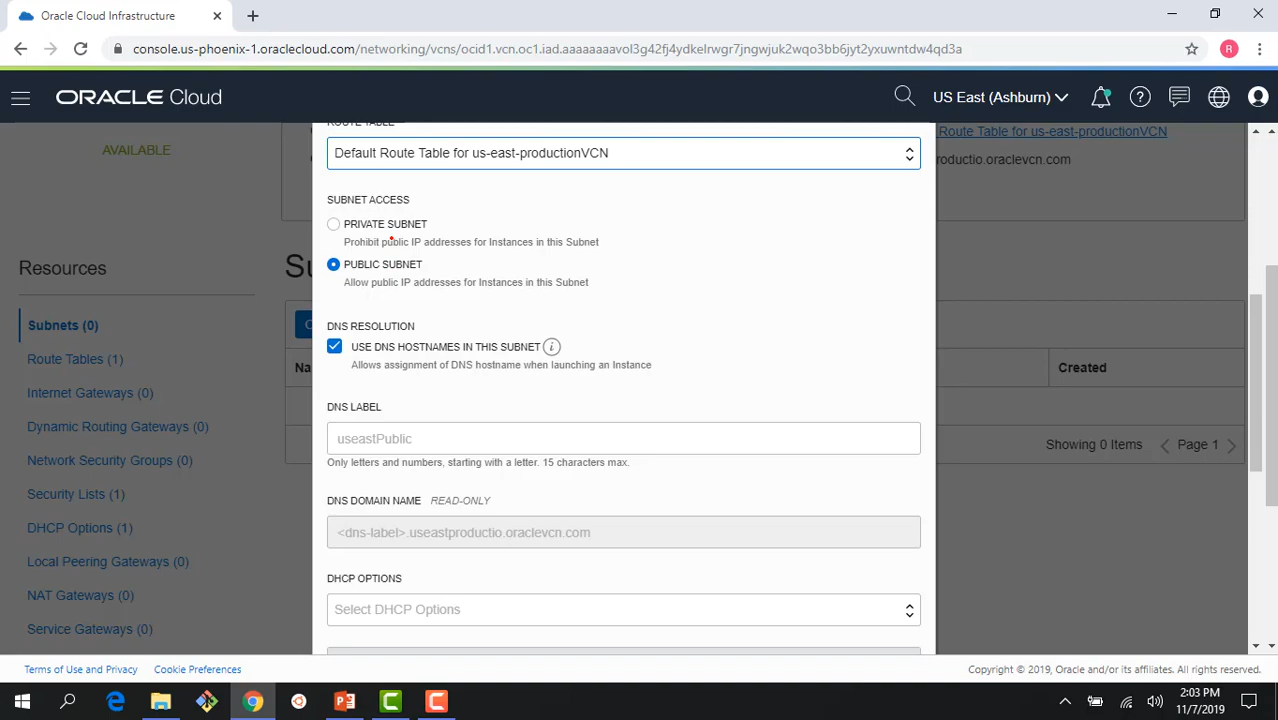 Oracle Cloud Infrastructure
console.us-phoenix-1.oraclecloud.com/networking/vcns/ocid1.vcn.oc1.iad.aaaaaaaavol3g42fj4ydkelrwgr7jngwjuk2wqo3bb6jyt2yxuwntdw4qd3a
R
ORACLE Cloud
US East (Ashburn)
AVAILABLE
Route Table for us-east-productionVCN
productio.oraclevcn.com
ROUTE TABLE
Default Route Table for us-east-productionVCN
SUBNET ACCESS
PRIVATE SUBNET
Prohibit public IP addresses for Instances in this Subnet
PUBLIC SUBNET
Allow public IP addresses for Instances in this Subnet
DNS RESOLUTION
USE DNS HOSTNAMES IN THIS SUBNET i
Allows assignment of DNS hostname when launching an Instance
DNS LABEL
useastPublic
Only letters and numbers, starting with a letter. 15 characters max.
DNS DOMAIN NAME READ-ONLY
<dns-label>.useastproductio.oraclevcn.com
DHCP OPTIONS
Select DHCP Options
Resources
Subnets (0)
Route Tables (1)
Internet Gateways (0)
Dynamic Routing Gateways (0)
Network Security Groups (0)
Security Lists (1)
DHCP Options (1)
Local Peering Gateways (0)
NAT Gateways (0)
Service Gateways (0)
Su
C
Na
Created
Showing 0 Items
Page 1
Terms of Use and Privacy
Cookie Preferences
Copyright © 2019, Oracle and/or its affiliates. All rights reserved.
2:03 PM
11/7/2019